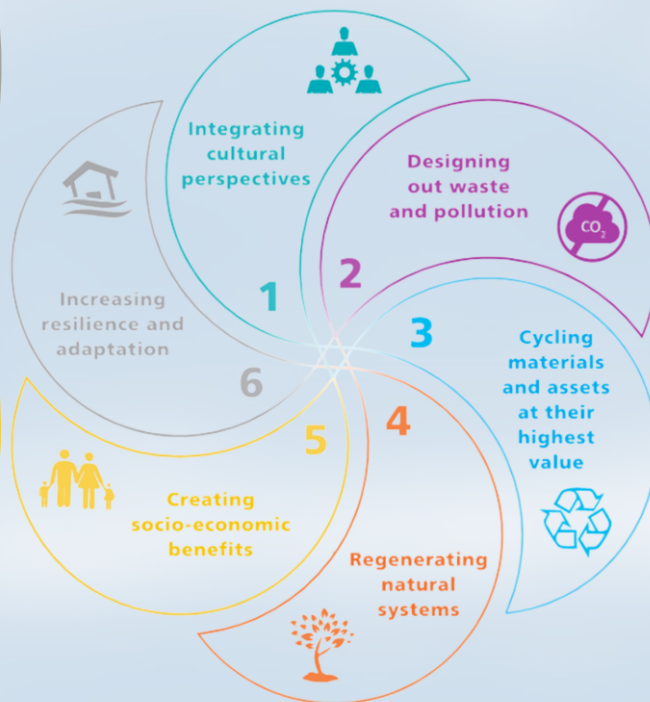 Integrating
cultural
perspectives
1
Designing
out waste
and pollution
CO2
2
3
Cycling
materials
and assets
at their
highest
value
4
Regenerating
natural
systems
5
Creating
socio-economic
benefits
6
Increasing
resilience and
adaptation